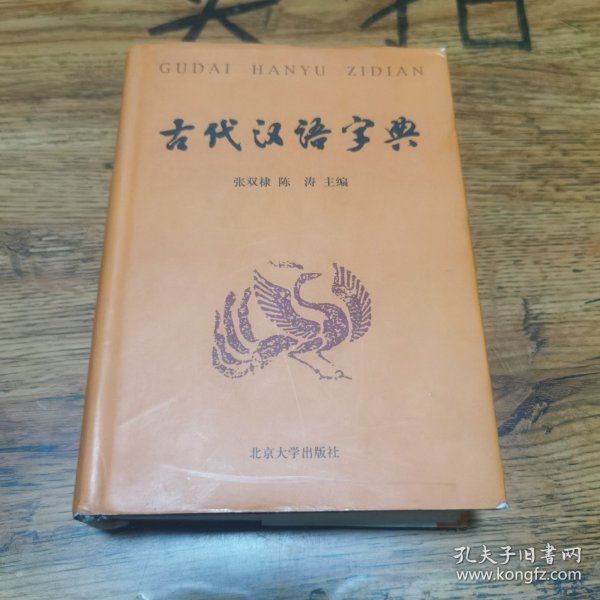 GUDAI HANYU ZIDIAN
古代汉语字典
张双棣 陈 涛 主编
北京大学出版社
孔夫子旧书网
www.kongfz.com